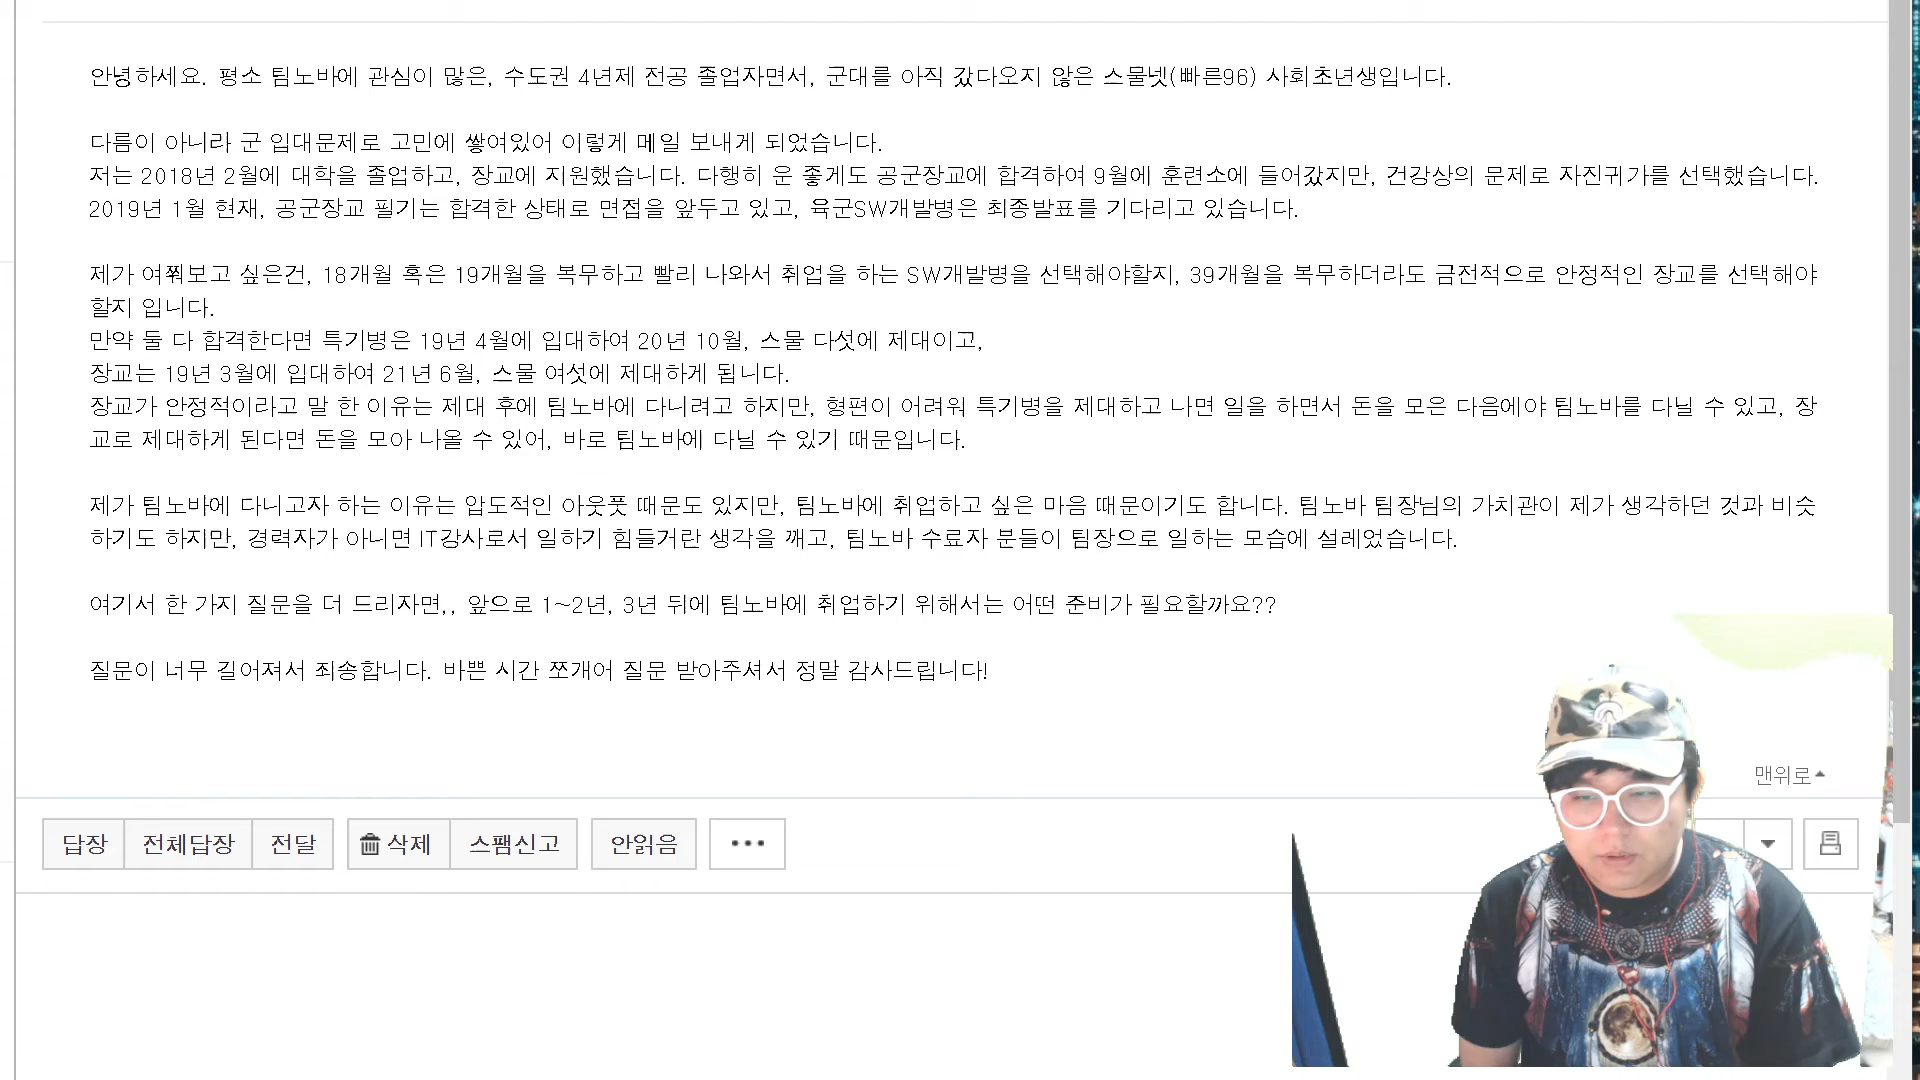 안녕하세요. 평소 팀노바에 관심이 많은, 수도권 4년제 전공 졸업자면서, 군대를 아직 갔다오지 않은 스물넷(빠른96) 사회초년생입니다.
다름이 아니라 군 입대문제로 고민에 쌓여있어 이렇게 메일 보내게 되었습니다.
저는 2018년 2월에 대학을 졸업하고, 장교에 지원했습니다. 다행히 운 좋게도 공군장교에 합격하여 9월에 훈련소에 들어갔지만, 건강상의 문제로 자진귀가를 선택했습니다.
2019년 1월 현재, 공군장교 필기는 합격한 상태로 면접을 앞두고 있고, 육군SW개발병은 최종발표를 기다리고 있습니다.
제가 여쭤보고 싶은건, 18개월 혹은 19개월을 복무하고 빨리 나와서 취업을 하는 SW개발병을 선택해야할지, 39개월을 복무하더라도 금전적으로 안정적인 장교를 선택해야
할지 입니다.
만약 둘 다 합격한다면 특기병은 19년 4월에 입대하여 20년 10월, 스물 다섯에 제대이고,
장교는 19년 3월에 입대하여 21년 6월, 스물 여섯에 제대하게 됩니다.
장교가 안정적이라고 말 한 이유는 제대 후에 팀노바에 다니려고 하지만, 형편이 어려워 특기병을 제대하고 나면 일을 하면서 돈을 모은 다음에야 팀노바를 다닐 수 있고, 장
교로 제대하게 된다면 돈을 모아 나올 수 있어, 바로 팀노바에 다닐 수 있기 때문입니다.
제가 팀노바에 다니고자 하는 이유는 압도적인 아웃풋 때문도 있지만, 팀노바에 취업하고 싶은 마음 때문이기도 합니다. 팀노바 팀장님의 가치관이 제가 생각하던 것과 비슷
하기도 하지만, 경력자가 아니면 IT강사로서 일하기 힘들거란 생각을 깨고, 팀노바 수료자 분들이 팀장으로 일하는 모습에 설레었습니다.
여기서 한 가지 질문을 더 드리자면,, 앞으로 1~2년, 3년 뒤에 팀노바에 취업하기 위해서는 어떤 준비가 필요할까요??
질문이 너무 길어져서 죄송합니다. 바쁜 시간 쪼개어 질문 받아주셔서 정말 감사드립니다!
맨위로
답장 전체답장 전달 삭제 스팸신고 안읽음